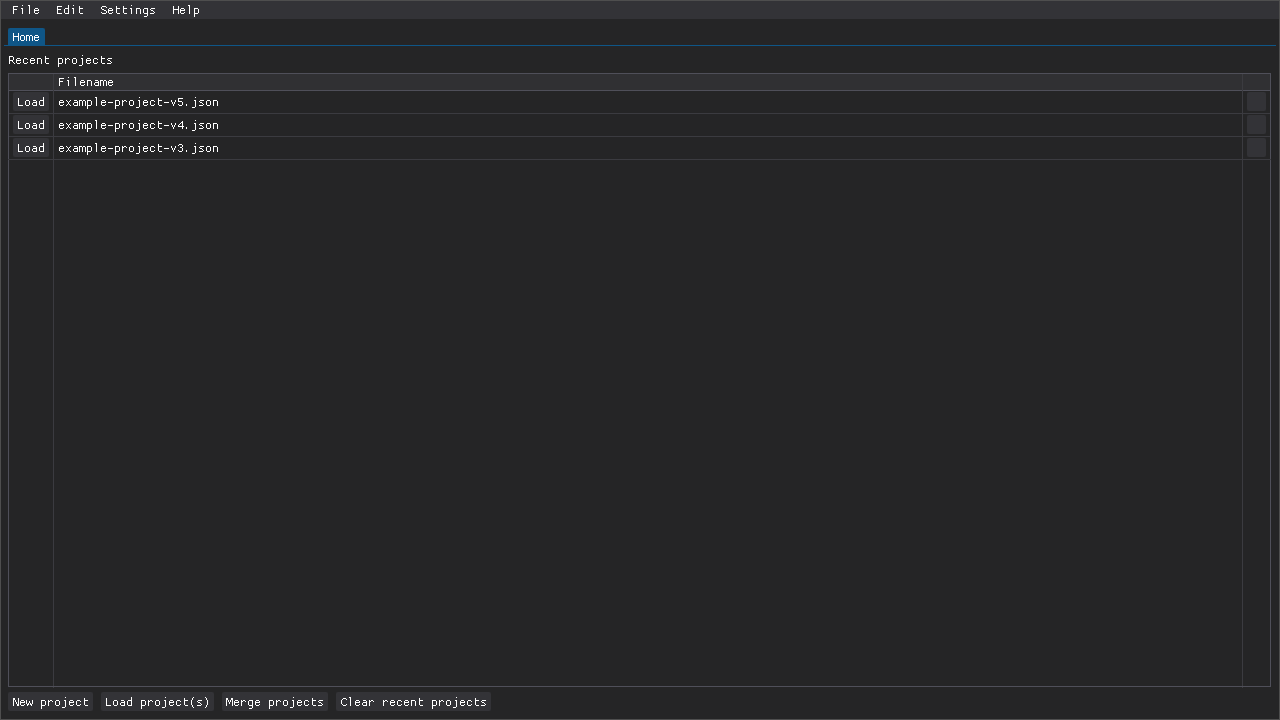 File Edit Settings Help
Home
Recent projects
Filename
Load example-project-v5.json
Load example-project-v4.json
Load example-project-v3.json
New project Load project(s) Merge projects Clear recent projects